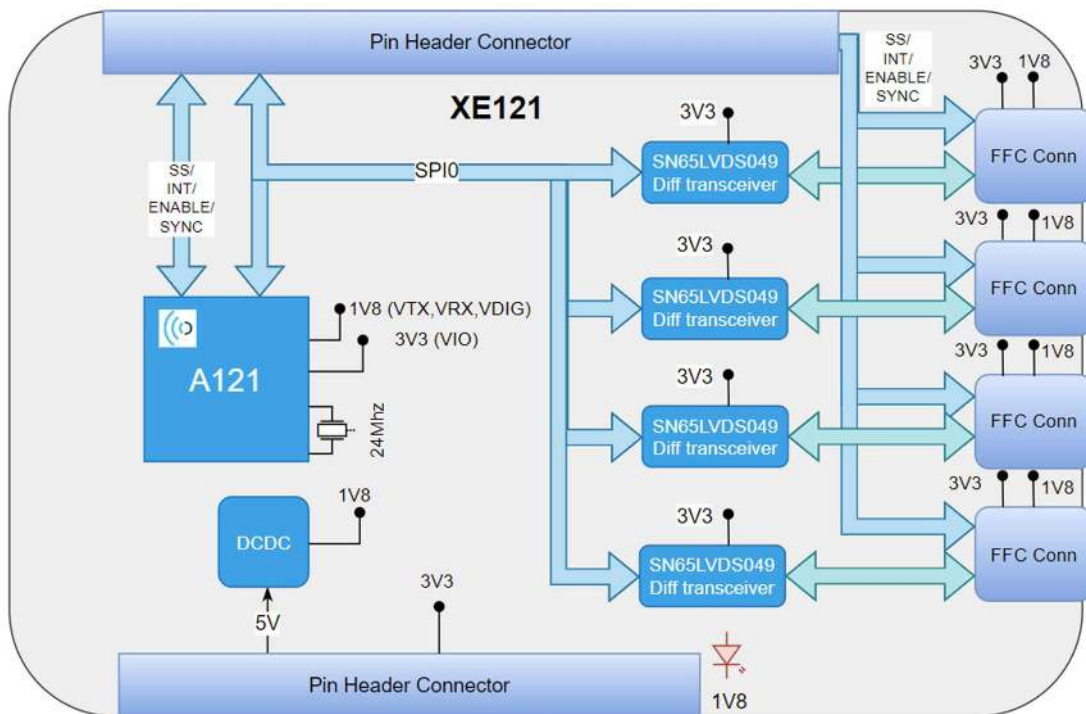 Pin Header Connector
XE121
SS/
INT/
ENABLE/
SYNC
3V3
1V8
FFC Conn
3V3
SN65LVDS049
Diff transceiver
SPI0
SS/
INT/
ENABLE/
SYNC
3V3
1V8
FFC Conn
3V3
SN65LVDS049
Diff transceiver
1V8 (VTX,VRX,VDIG)
3V3 (VIO)
A121
24Mhz
3V3
1V8
FFC Conn
3V3
SN65LVDS049
Diff transceiver
3V3
1V8
FFC Conn
3V3
SN65LVDS049
Diff transceiver
1V8
DCDC
5V
3V3
Pin Header Connector
1V8